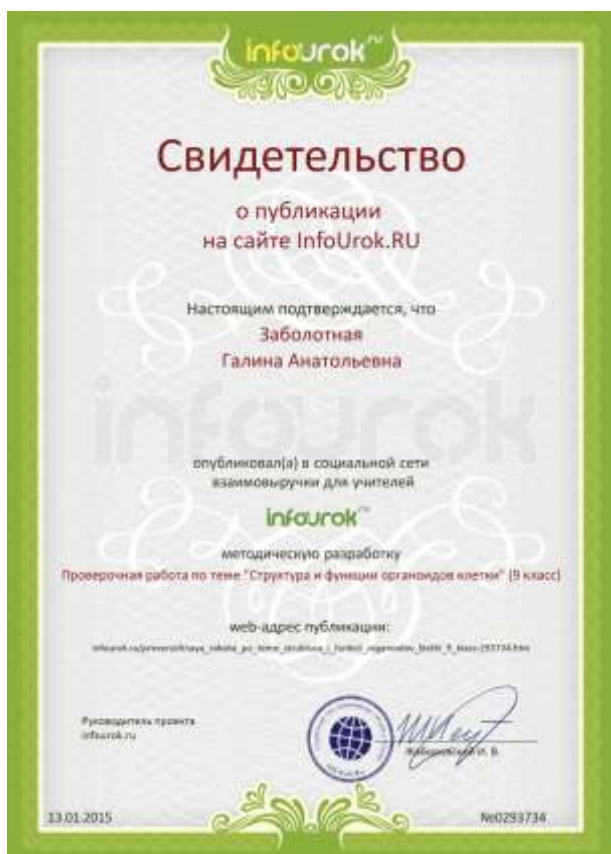 infourok ru
Свидетельство
о публикации
на сайте InfoUrok.RU
Настоящим подтверждается, что
Заболотная
Галина Анатольевна
infourok
опубликовал(а) в социальной сети
взаимовыручки для учителей
infourok
методическую разработку
Проверочная работа по теме "Структура и функции органоидов клетки" (9 класс)
web-адрес публикации:
Руководитель проекта
infourok.ru
И. В.
13.01.2015
№0293734